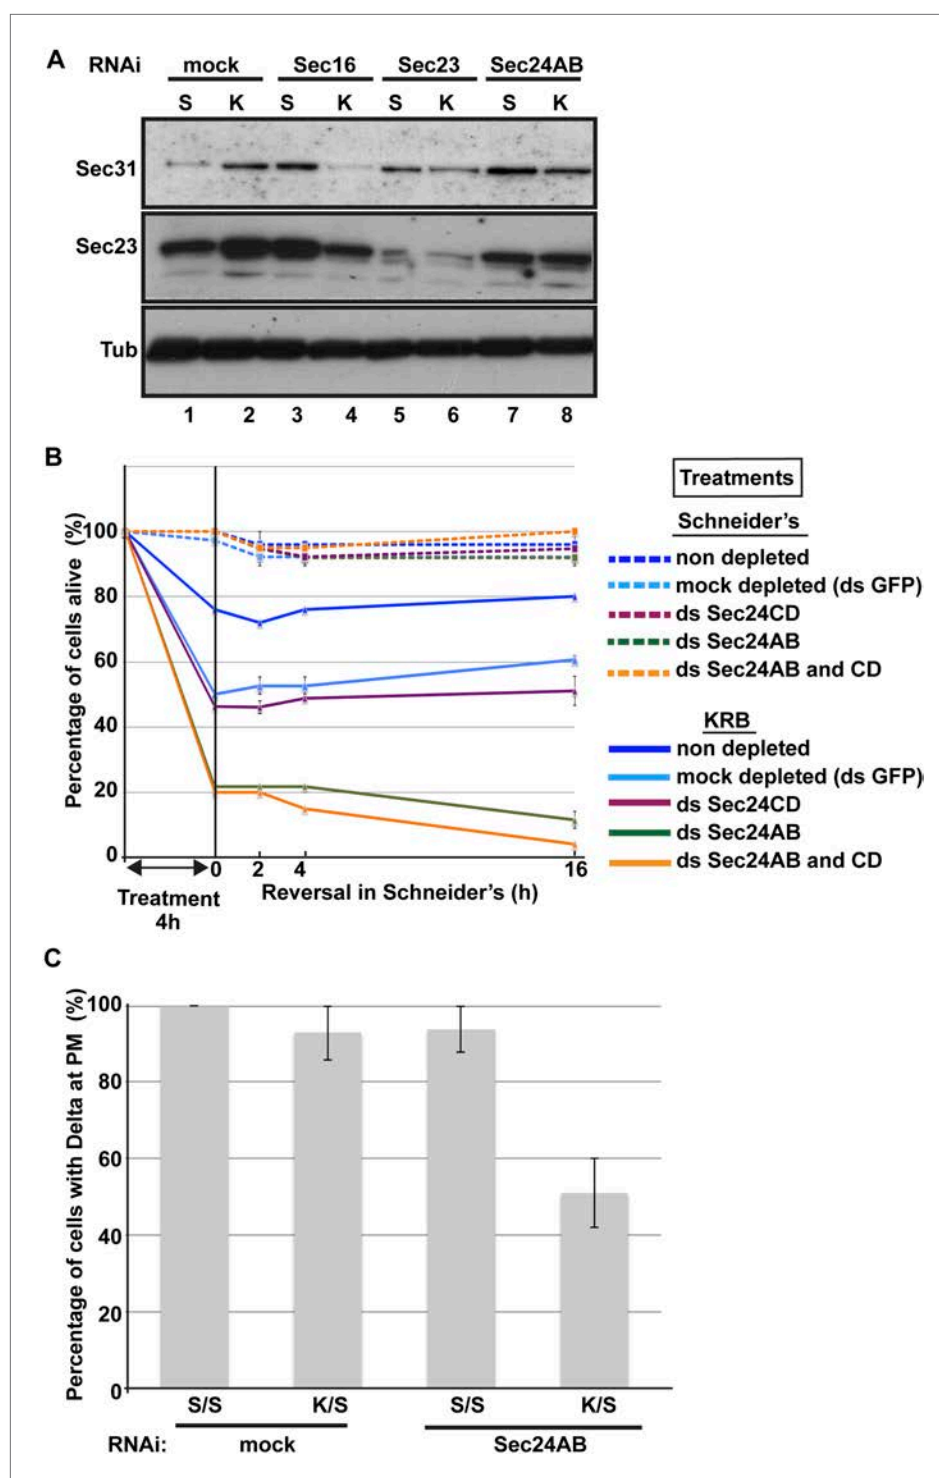 A
RNAi mock Sec16 Sec23 Sec24AB
S K S K S K S K
Sec31
Sec23
Tub
1 2 3 4 5 6 7 8
B
Percentage of cells alive (%)
100
80
60
40
20
0
0 2 4 16
Treatment
4h
Reversal in Schneider's (h)
Treatments
Schneider's
non depleted
mock depleted (ds GFP)
ds Sec24CD
ds Sec24AB
ds Sec24AB and CD
KRB
non depleted
mock depleted (ds GFP)
ds Sec24CD
ds Sec24AB
ds Sec24AB and CD
C
Percentage of cells with Delta at PM (%)
100
80
60
40
20
0
S/S K/S S/S K/S
RNAi: mock Sec24AB